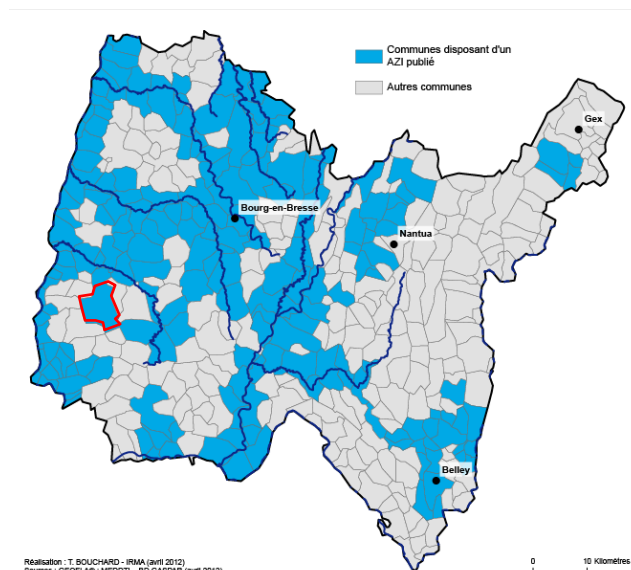 Communes disposant d'un
AZI publié
Autres communes
Gex
Bourg-en-Bresse
Nantua
Belley
Réalisation : T. BOUCHARD - IRMA (avril 2012)
0 10 Kilomètres